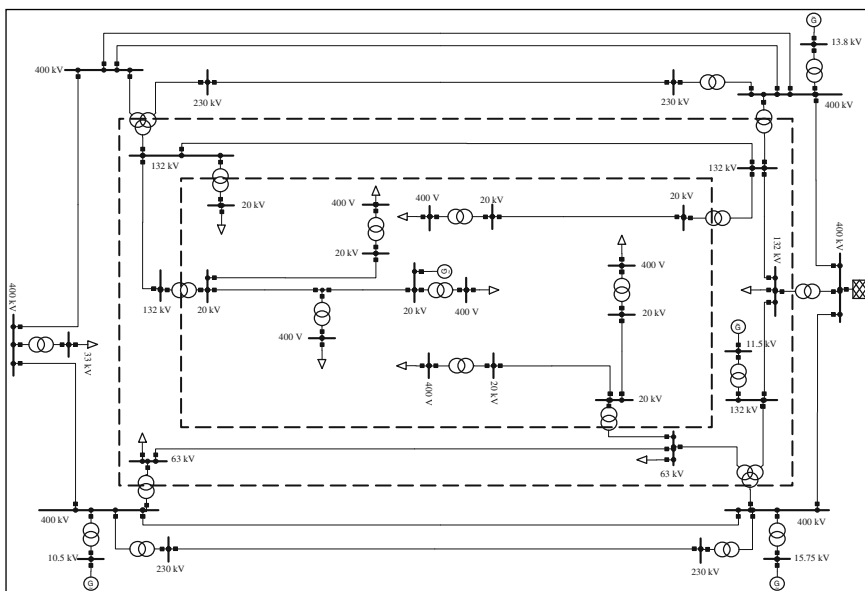 G
13.8 kV
400 kV
230 kV
230 kV
400 kV
132 kV
132 kV
20 kV
400 V
400 V
20 kV
20 kV
20 kV
400 V
132 kV
400 kV
132 kV
20 kV
G
20 kV
400 V
20 kV
400 kV
33 kV
400 V
G
11.5 kV
400 V
20 kV
20 kV
132 kV
63 kV
63 kV
400 kV
400 kV
10.5 kV
230 kV
230 kV
15.75 kV
G
G